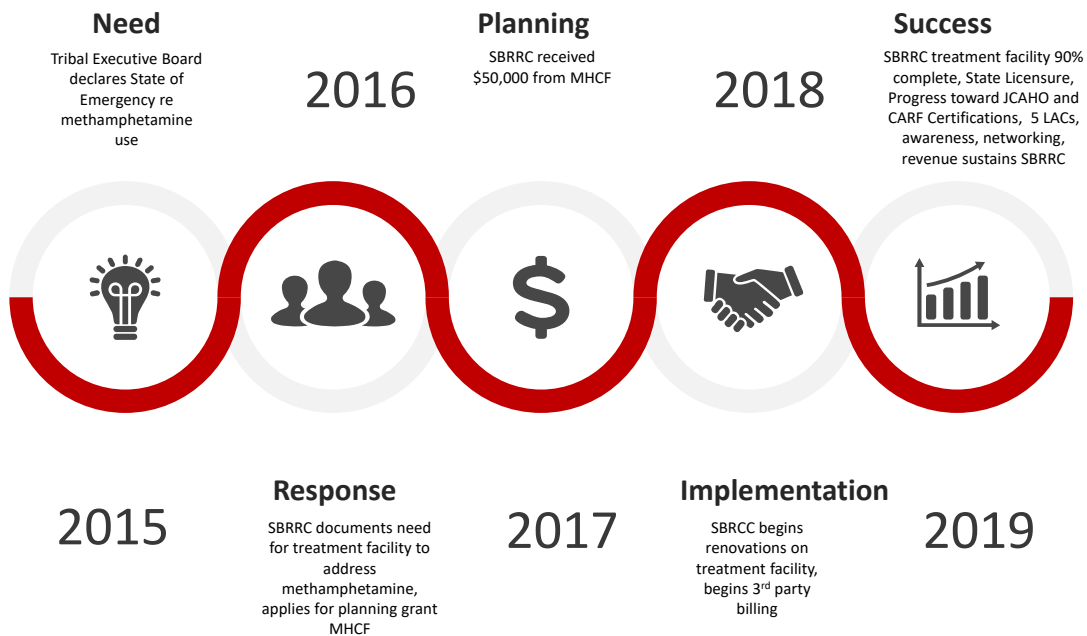 Need
Tribal Executive Board
declares State of
Emergency re
methamphetamine
use
2015
2016
Response
SBRRC documents need
for treatment facility to
address
methamphetamine,
applies for planning grant
MHCF
Planning
SBRRC received
$50,000 from MHCF
2017
2018
Implementation
SBRCC begins
renovations on
treatment facility,
begins 3rd party
billing
Success
SBRRC treatment facility 90%
complete, State Licensure,
Progress toward JCAHO and
CARF Certifications,  5 LACs,
awareness, networking,
revenue sustains SBRRC
2019